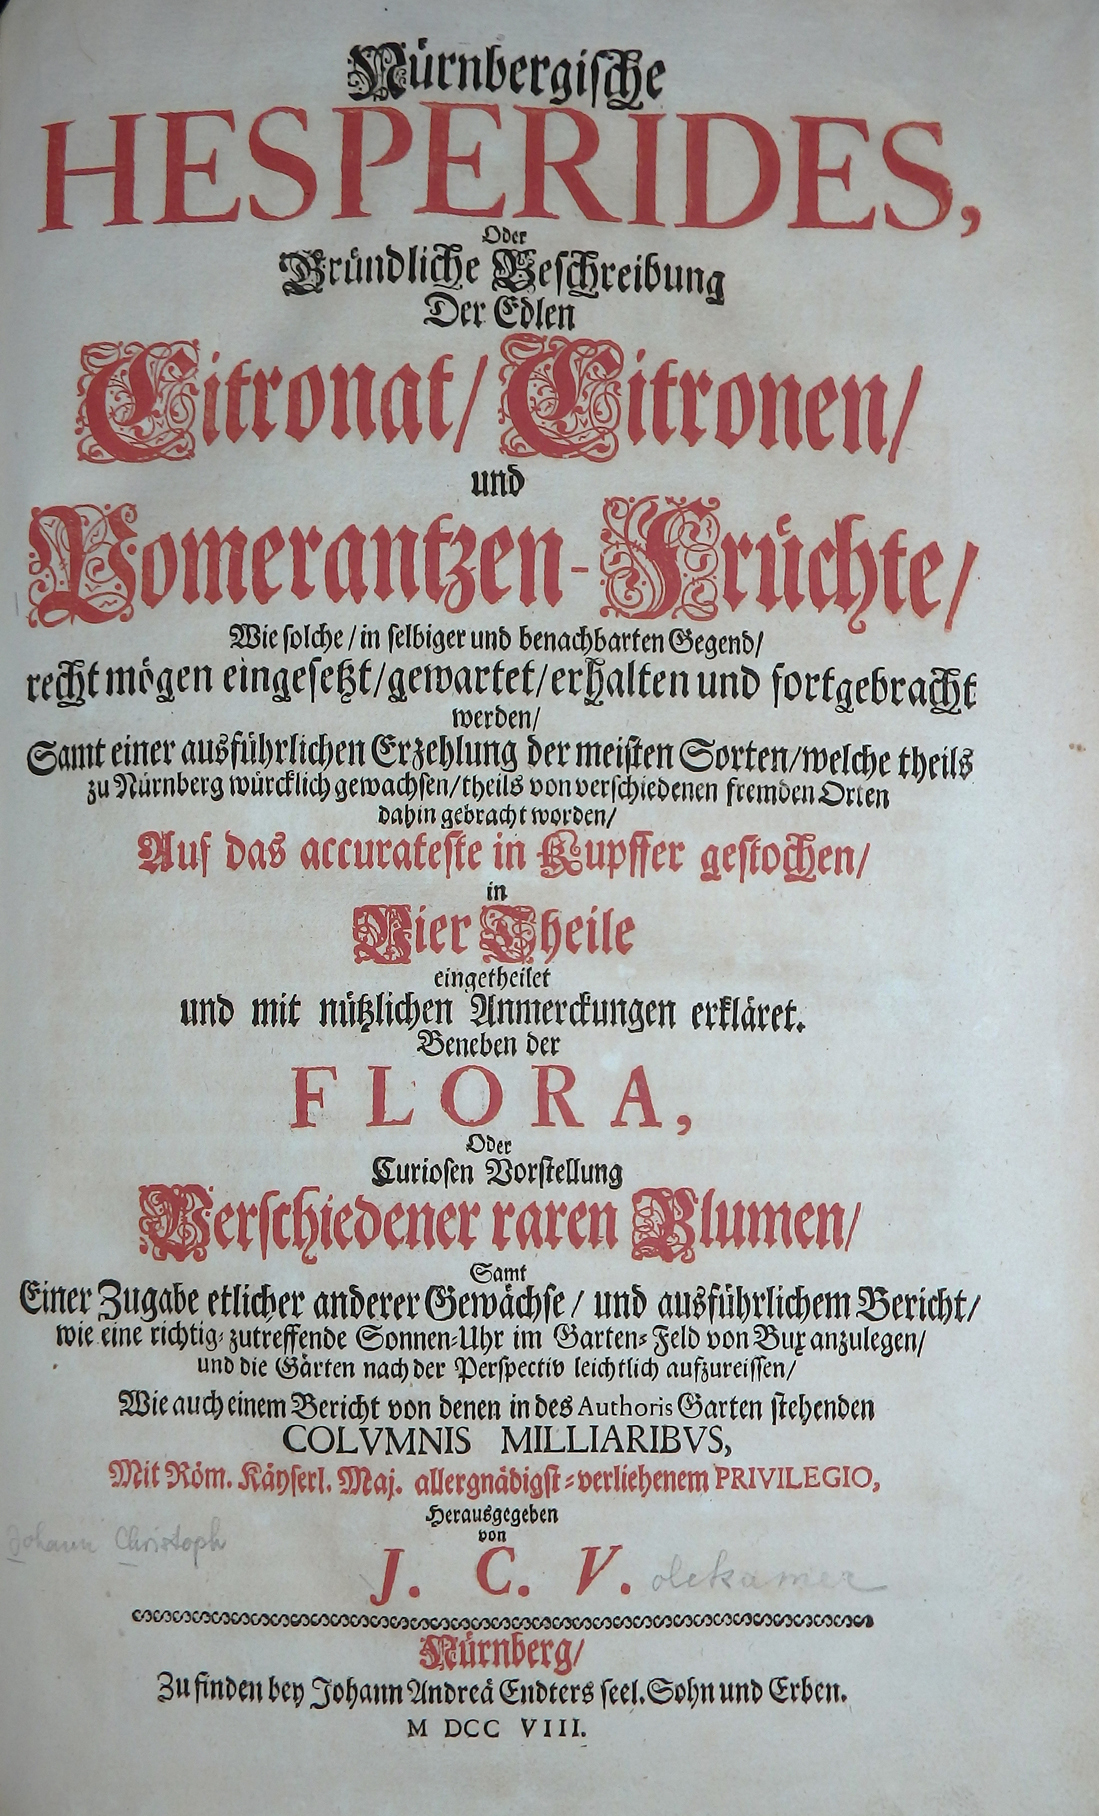 Nürnbergiſche
HESPERIDES,
Oder
Gründliche Beſchreibung
Der Edlen
Citronat/ Citronen/
und
Pomerantzen-Früchte/
Wie ſolche/ in ſelbiger und benachbarten Gegend/
recht mögen eingeſetzt/ gewartet/ erhalten und fortgebracht
werden/
Samt einer ausführlichen Erzehlung der meiſten Sorten/ welche theils
zu Nürnberg würcklich gewachſen/ theils von verſchiedenen fremden Orten
dahin gebracht worden/
Auf das accurateſte in Kupffer geſtochen/
in
Vier Theile
eingetheilet
und mit nützlichen Anmerckungen erkläret.
Beneben der
FLORA,
Oder
Curioſen Vorſtellung
Verſchiedener raren Blumen/
Samt
Einer Zugabe etlicher anderer Gewächſe/ und ausführlichem Bericht/
wie eine richtig-zutreffende Sonnen-Uhr im Garten-Feld von Bux anzulegen/
und die Gärten nach der Perſpectiv leichtlich aufzureiſſen/
Wie auch einem Bericht von denen in des Authoris Garten ſtehenden
COLVMNIS MILLIARIBVS,
Mit Röm. Käyſerl. Maj. allergnädigſt-verliehenem PRIVILEGIO,
Herausgegeben
von
Johann Christoph
J. C. V. olckamer
Nürnberg/
Zu finden bey Johann Andreä Endters ſeel. Sohn und Erben.
M DCC VIII.